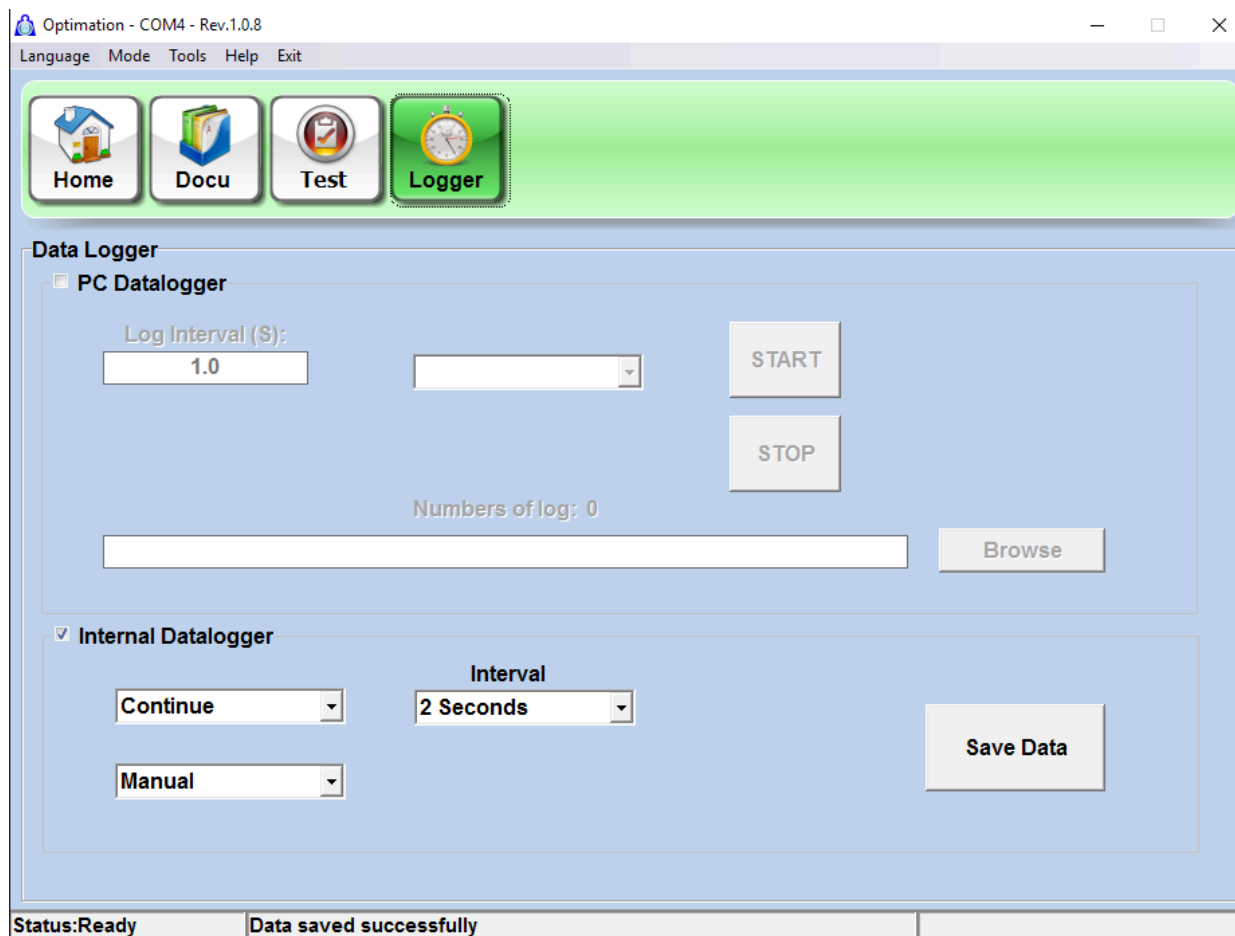 Optimation - COM4 - Rev.1.0.8
Language Mode Tools Help Exit
Home Docu Test Logger
Data Logger
PC Datalogger
Log Interval (S):
1.0
START
STOP
Numbers of log: 0
Browse
Internal Datalogger
Interval
Continue 2 Seconds
Save Data
Manual
Status:Ready Data saved successfully